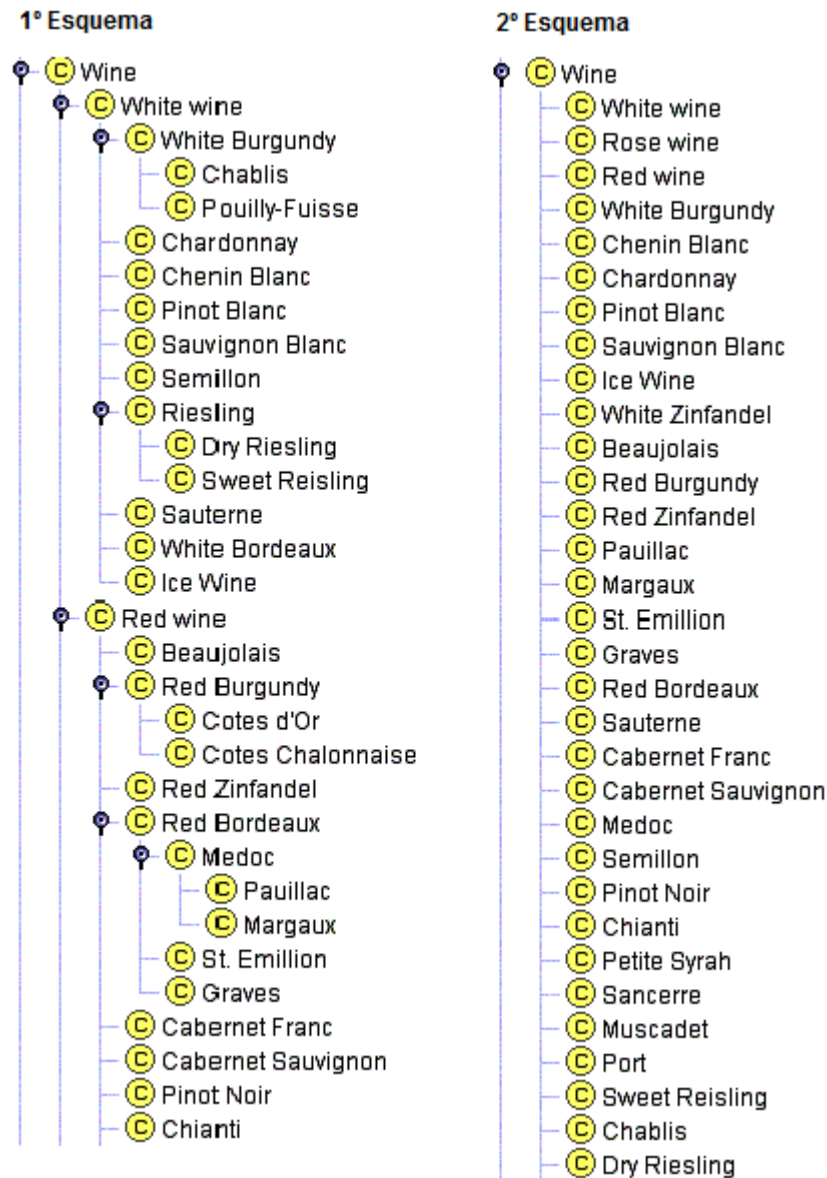 1º Esquema
Wine
White wine
White Burgundy
Chablis
Pouilly-Fuisse
Chardonnay
Chenin Blanc
Pinot Blanc
Sauvignon Blanc
Semillon
Riesling
Dry Riesling
Sweet Reisling
Sauterne
White Bordeaux
Ice Wine
Red wine
Beaujolais
Red Burgundy
Cotes d'Or
Cotes Chalonnaise
Red Zinfandel
Red Bordeaux
Medoc
Pauillac
Margaux
St. Emillion
Graves
Cabernet Franc
Cabernet Sauvignon
Pinot Noir
Chianti
2º Esquema
Wine
White wine
Rose wine
Red wine
White Burgundy
Chenin Blanc
Chardonnay
Pinot Blanc
Sauvignon Blanc
Ice Wine
White Zinfandel
Beaujolais
Red Burgundy
Red Zinfandel
Pauillac
Margaux
St. Emillion
Graves
Red Bordeaux
Sauterne
Cabernet Franc
Cabernet Sauvignon
Medoc
Semillon
Pinot Noir
Chianti
Petite Syrah
Sancerre
Muscadet
Port
Sweet Reisling
Chablis
Dry Riesling